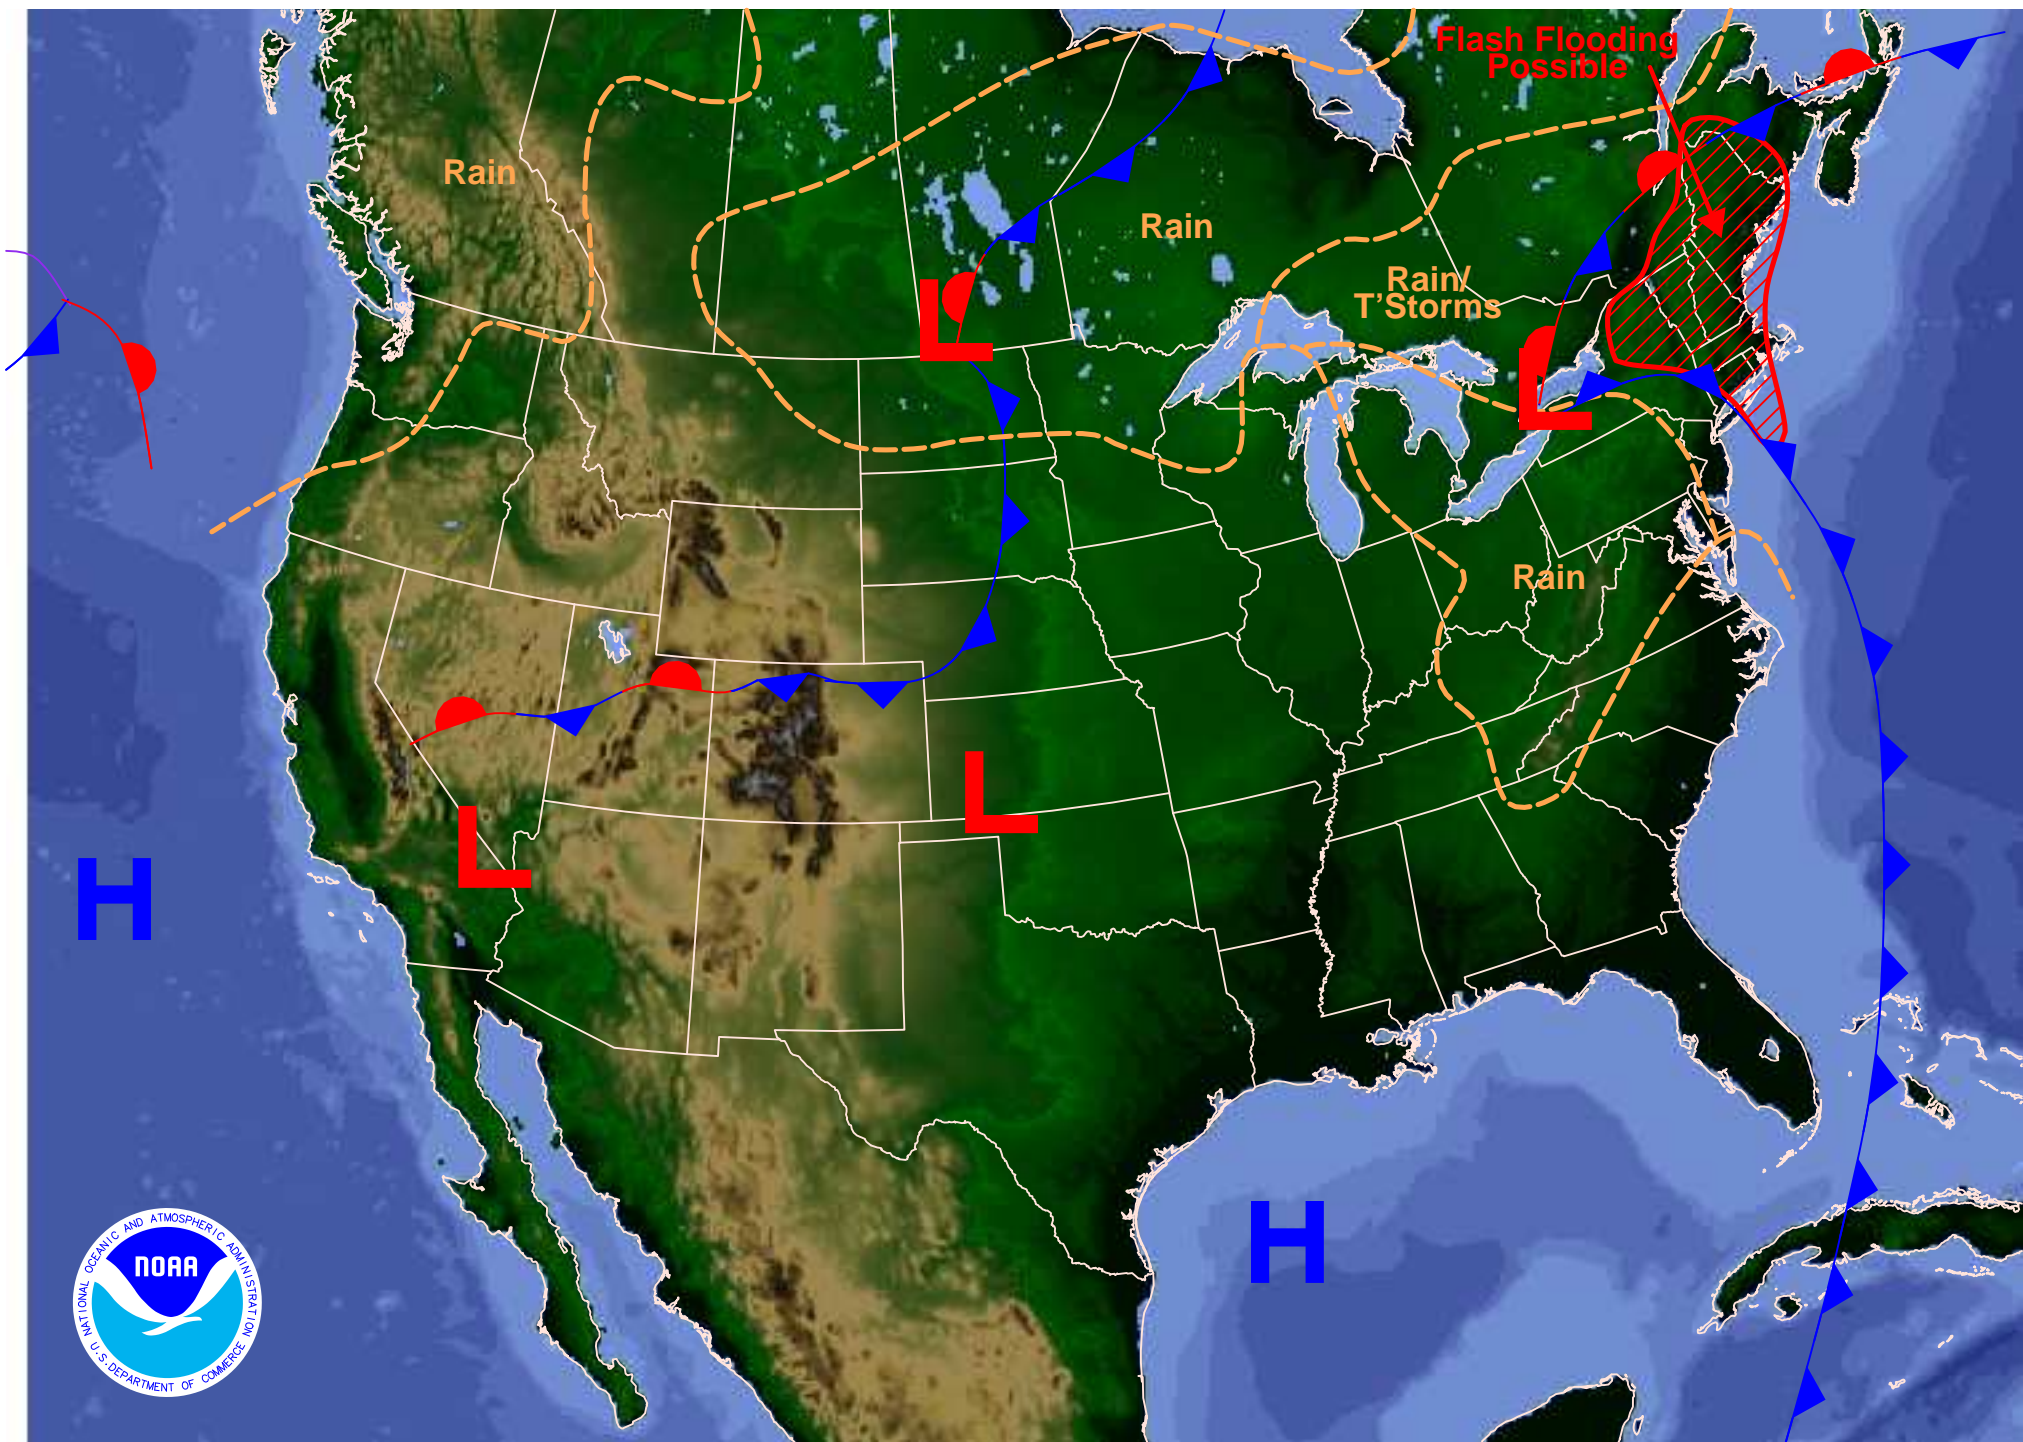 Flash Flooding
Possible
Rain
Rain
Rain/
T'Storms
L
L
Rain
L
L
H
H
NOAA
NATIONAL OCEANIC AND ATMOSPHERIC ADMINISTRATION
U.S. DEPARTMENT OF COMMERCE